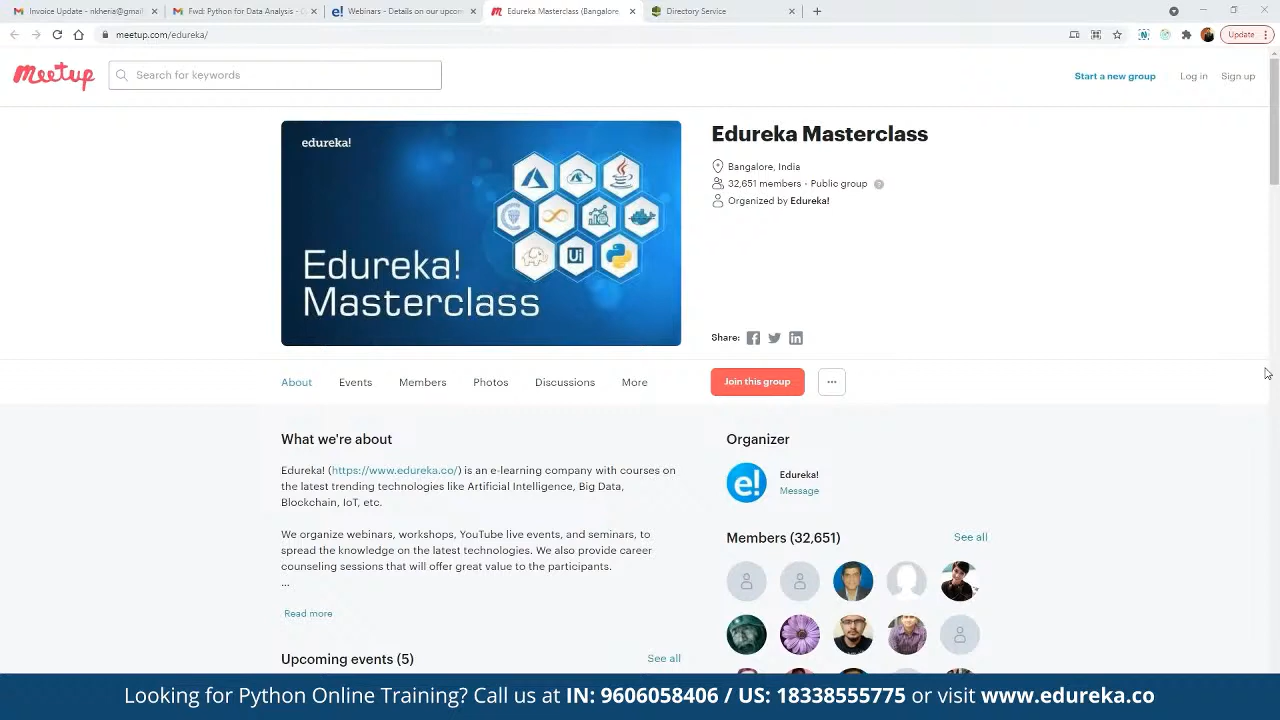 Invoice Update - nkheria@gmail
Fwd: Python for Data Analysis - C
Webinars - Details on our upcom
Edureka Masterclass (Bangalore
Directory Service
meetup.com/edureka/
Update
meetup
Search for keywords
Start a new group
Log in
Sign up
edureka!
Edureka!
Masterclass
Ui
Edureka Masterclass
Bangalore, India
32,651 members · Public group ?
Organized by Edureka!
Share:
About
Events
Members
Photos
Discussions
More
Join this group
What we're about
Edureka! (https://www.edureka.co/) is an e-learning company with courses on
the latest trending technologies like Artificial Intelligence, Big Data,
Blockchain, IoT, etc.
We organize webinars, workshops, YouTube live events, and seminars, to
spread the knowledge on the latest technologies. We also provide career
counseling sessions that will offer great value to the participants.
...
Read more
Upcoming events (5)
See all
Organizer
e!
Edureka!
Message
Members (32,651)
See all
Looking for Python Online Training? Call us at IN: 9606058406 / US: 18338555775 or visit www.edureka.co